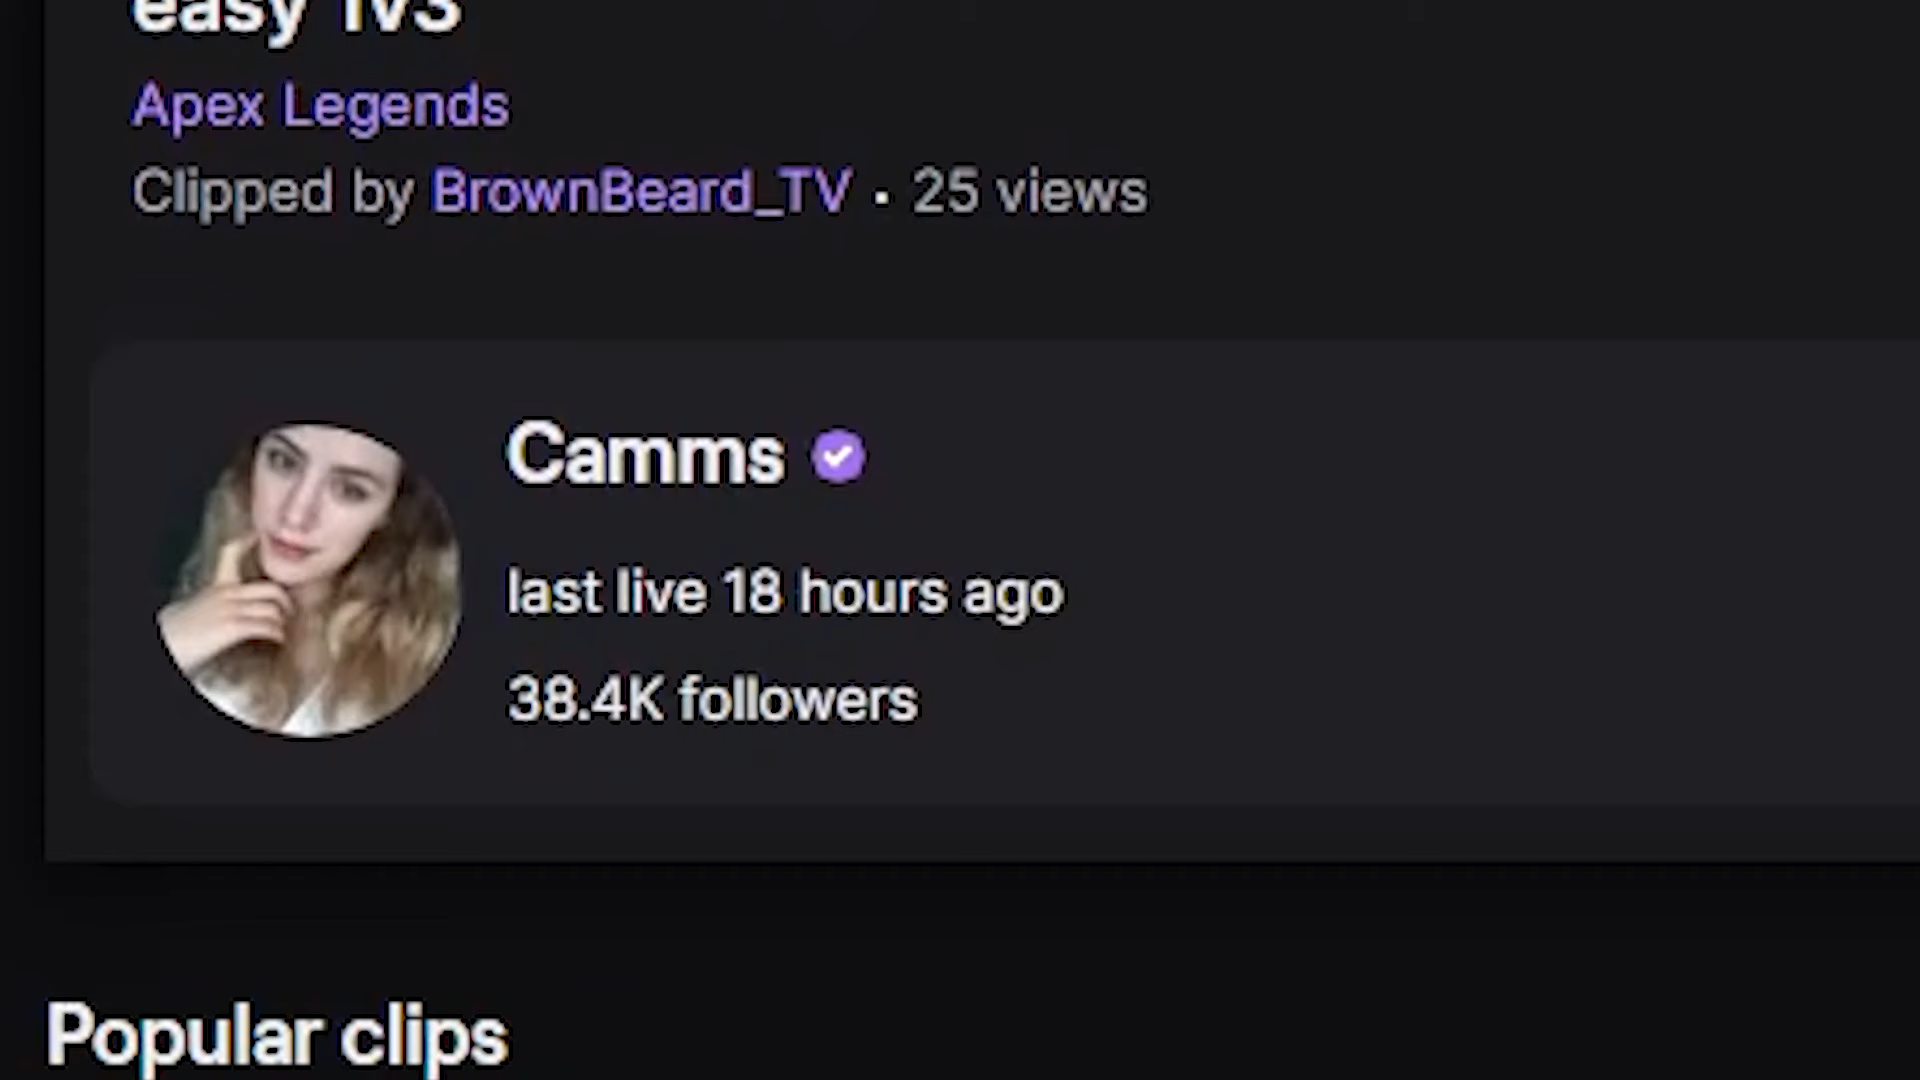 easy 1v3
Apex Legends
Clipped by BrownBeard_TV · 25 views
Camms
last live 18 hours ago
38.4K followers
Popular clips